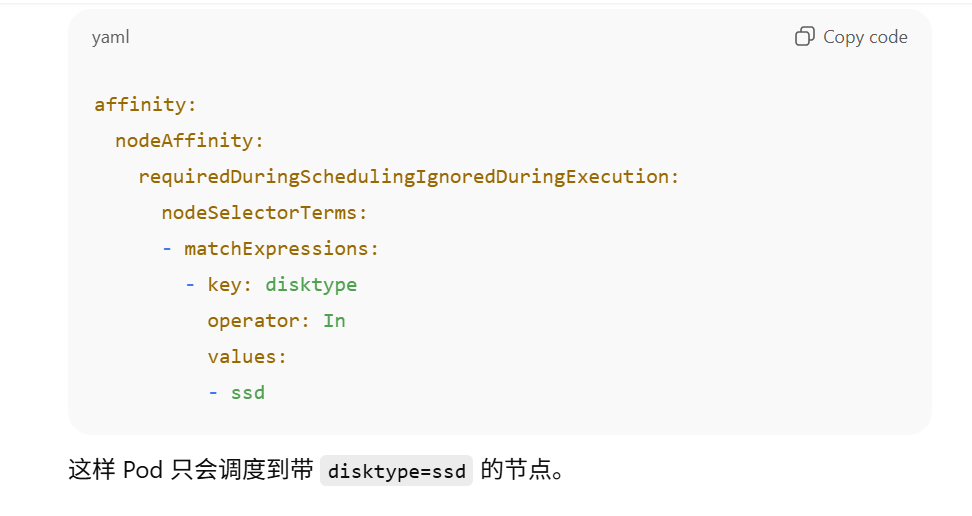 yaml
Copy code
affinity:
  nodeAffinity:
    requiredDuringSchedulingIgnoredDuringExecution:
      nodeSelectorTerms:
      - matchExpressions:
        - key: disktype
          operator: In
          values:
          - ssd
这样 Pod 只会调度到带 disktype=ssd 的节点。